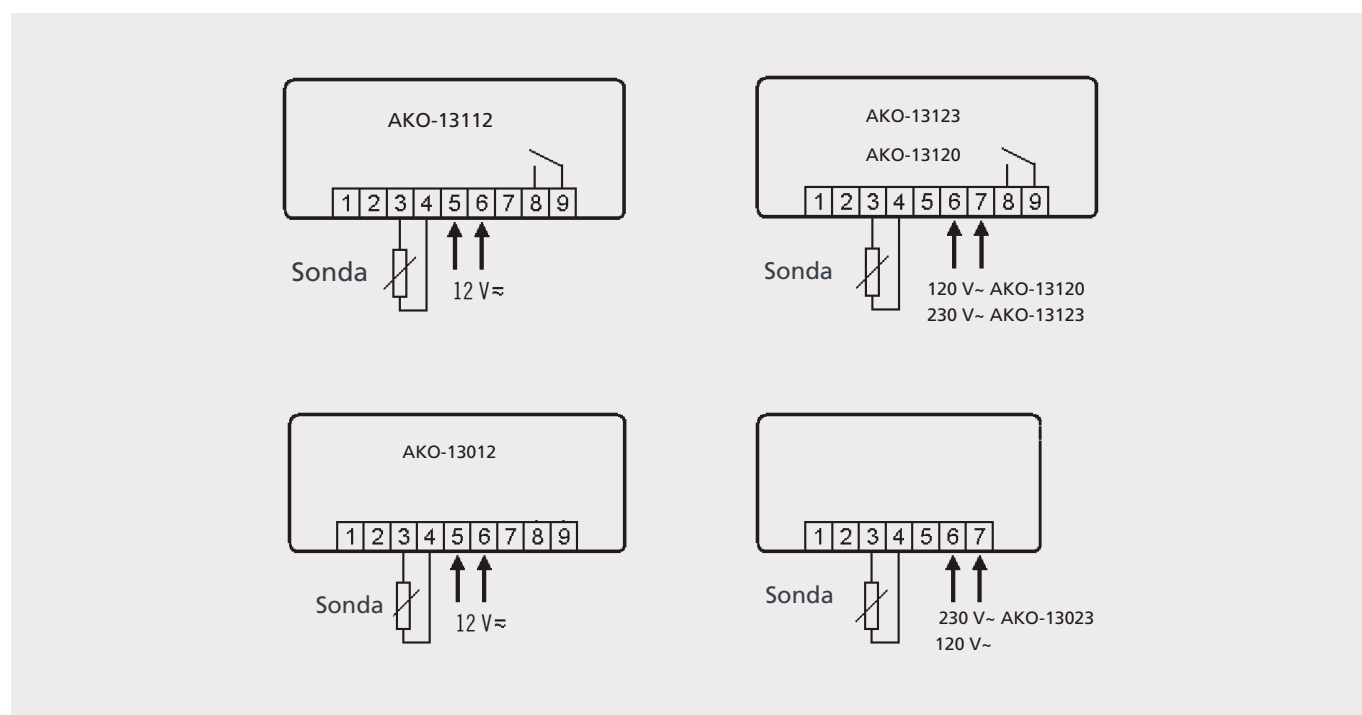 AKO-13112
1 2 3 4 5 6 7 8 9
Sonda
12 V≂
AKO-13123
AKO-13120
1 2 3 4 5 6 7 8 9
Sonda
120 V~ AKO-13120
230 V~ AKO-13123
AKO-13012
1 2 3 4 5 6 7 8 9
Sonda
12 V≂
1 2 3 4 5 6 7
Sonda
230 V~ AKO-13023
120 V~